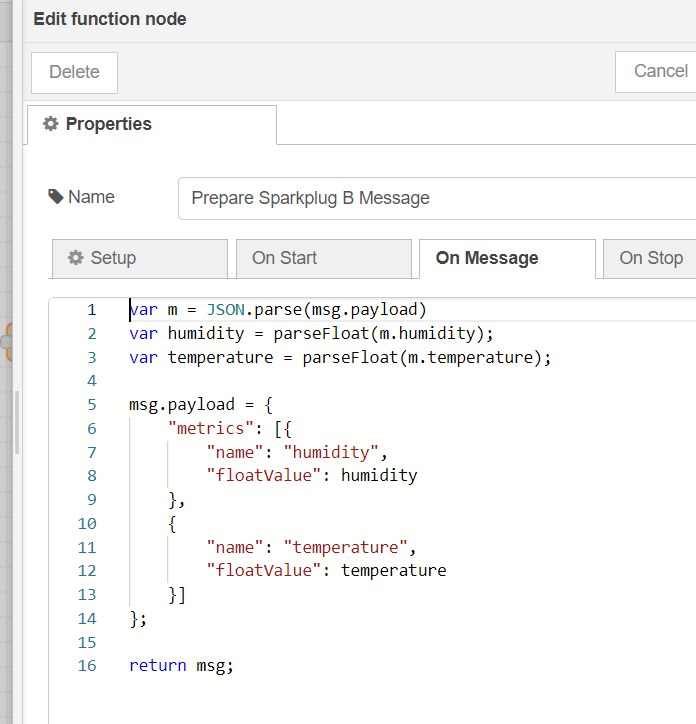 Edit function node
Delete
Cancel
Properties
Name
Prepare Sparkplug B Message
Setup
On Start
On Message
On Stop
1 var m = JSON.parse(msg.payload)
2 var humidity = parseFloat(m.humidity);
3 var temperature = parseFloat(m.temperature);
4
5 msg.payload = {
6     "metrics": [{
7         "name": "humidity",
8         "floatValue": humidity
9     },
10     {
11         "name": "temperature",
12         "floatValue": temperature
13     }]
14 };
15
16 return msg;